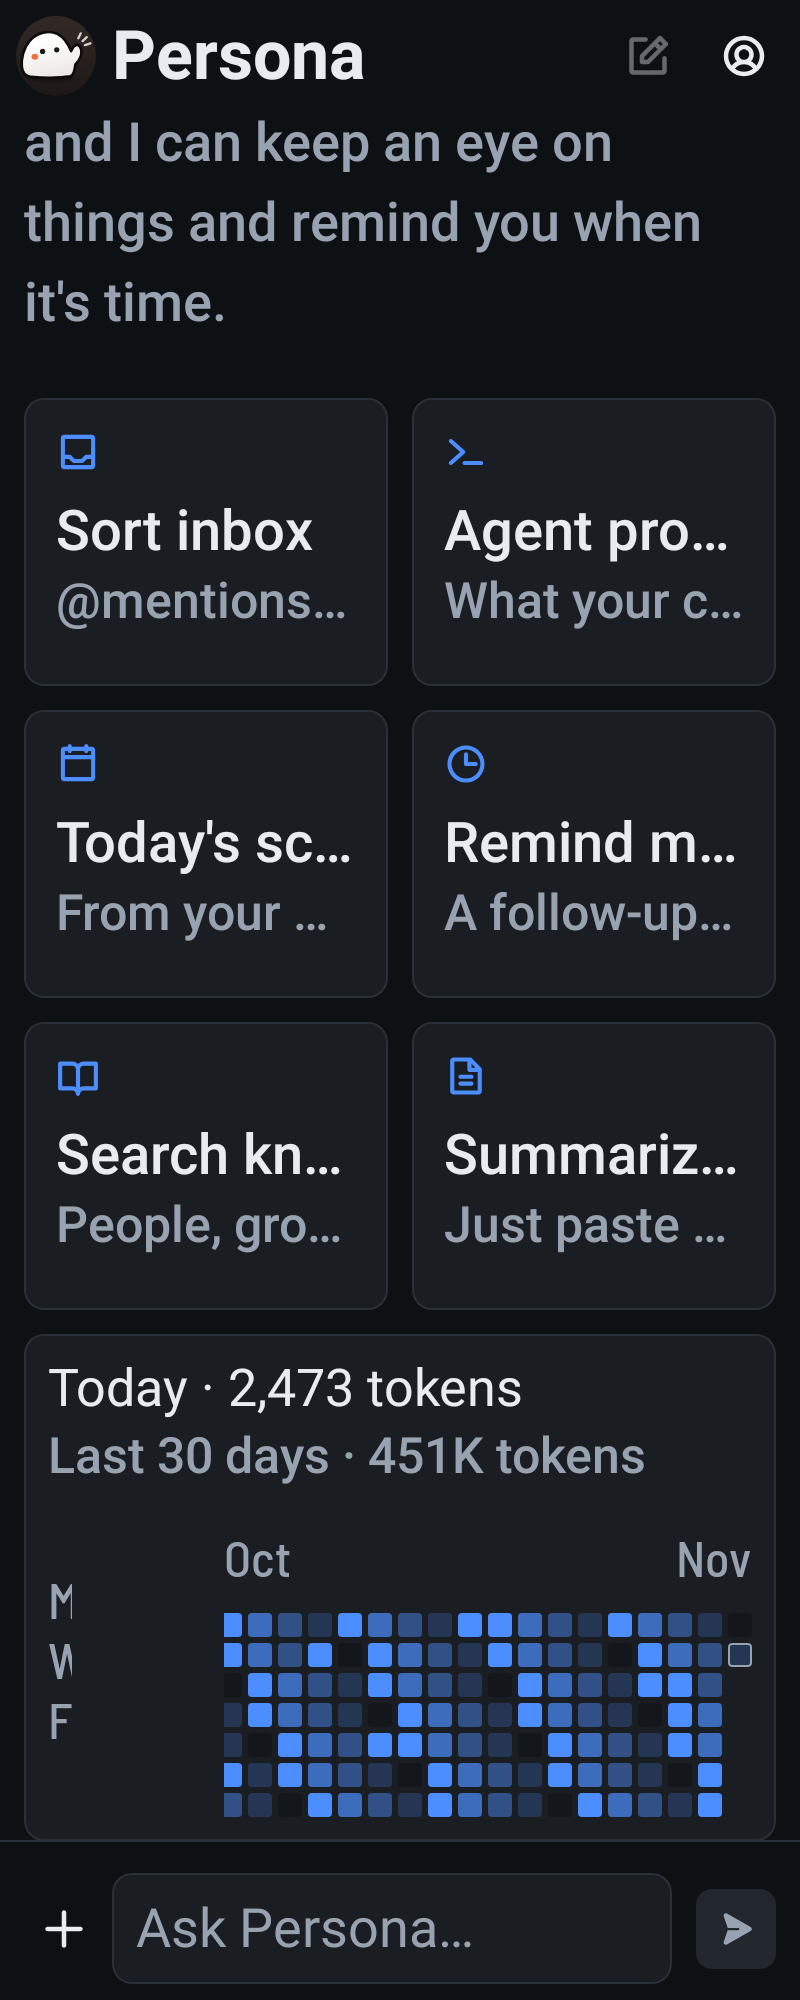 Persona
and I can keep an eye on
things and remind you when
it's time.
Sort inbox
@mentions…
Agent pro…
What your c…
Today's sc…
From your …
Remind m…
A follow-up…
Search kn…
People, gro…
Summariz…
Just paste …
Today · 2,473 tokens
Last 30 days · 451K tokens
Oct Nov
M
W
F
Ask Persona…